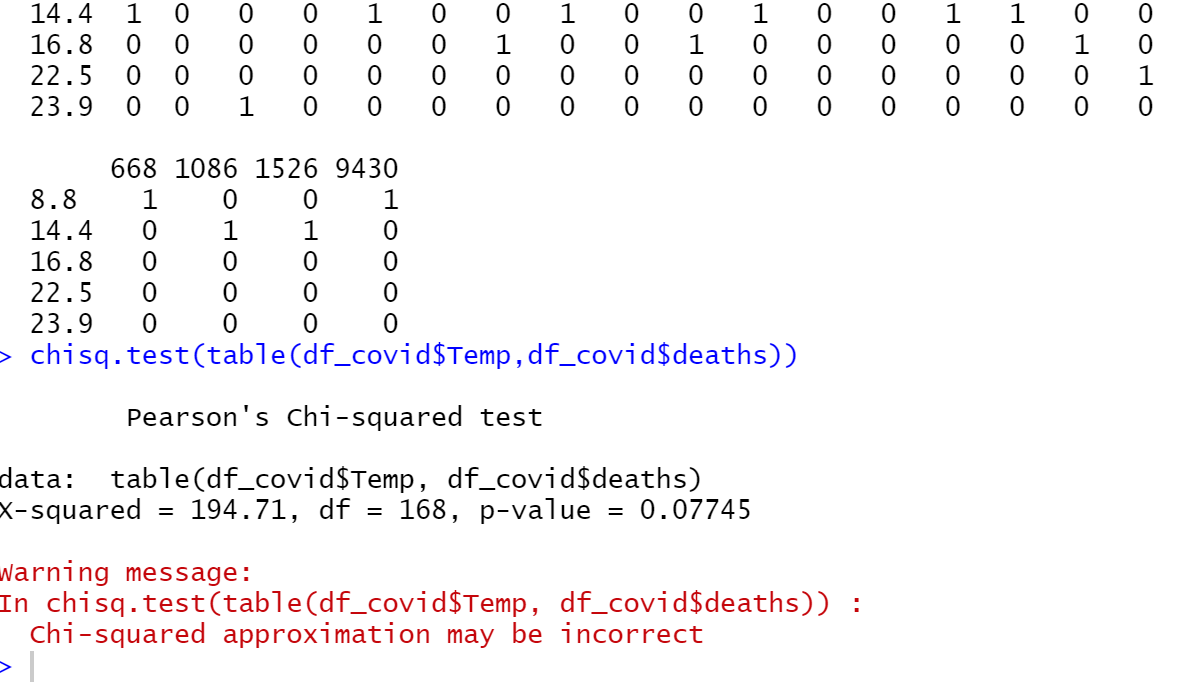 14.4 1 0 0 0 1 0 0 1 0 0 1 0 0 1 1 0 0
16.8 0 0 0 0 0 0 1 0 0 1 0 0 0 0 0 1 0
22.5 0 0 0 0 0 0 0 0 0 0 0 0 0 0 0 0 1
23.9 0 0 1 0 0 0 0 0 0 0 0 0 0 0 0 0 0
668 1086 1526 9430
8.8 1 0 0 1
14.4 0 1 1 0
16.8 0 0 0 0
22.5 0 0 0 0
23.9 0 0 0 0
> chisq.test(table(df_covid$Temp,df_covid$deaths))
Pearson's Chi-squared test
data: table(df_covid$Temp, df_covid$deaths)
X-squared = 194.71, df = 168, p-value = 0.07745
Warning message:
In chisq.test(table(df_covid$Temp, df_covid$deaths)) :
Chi-squared approximation may be incorrect
>